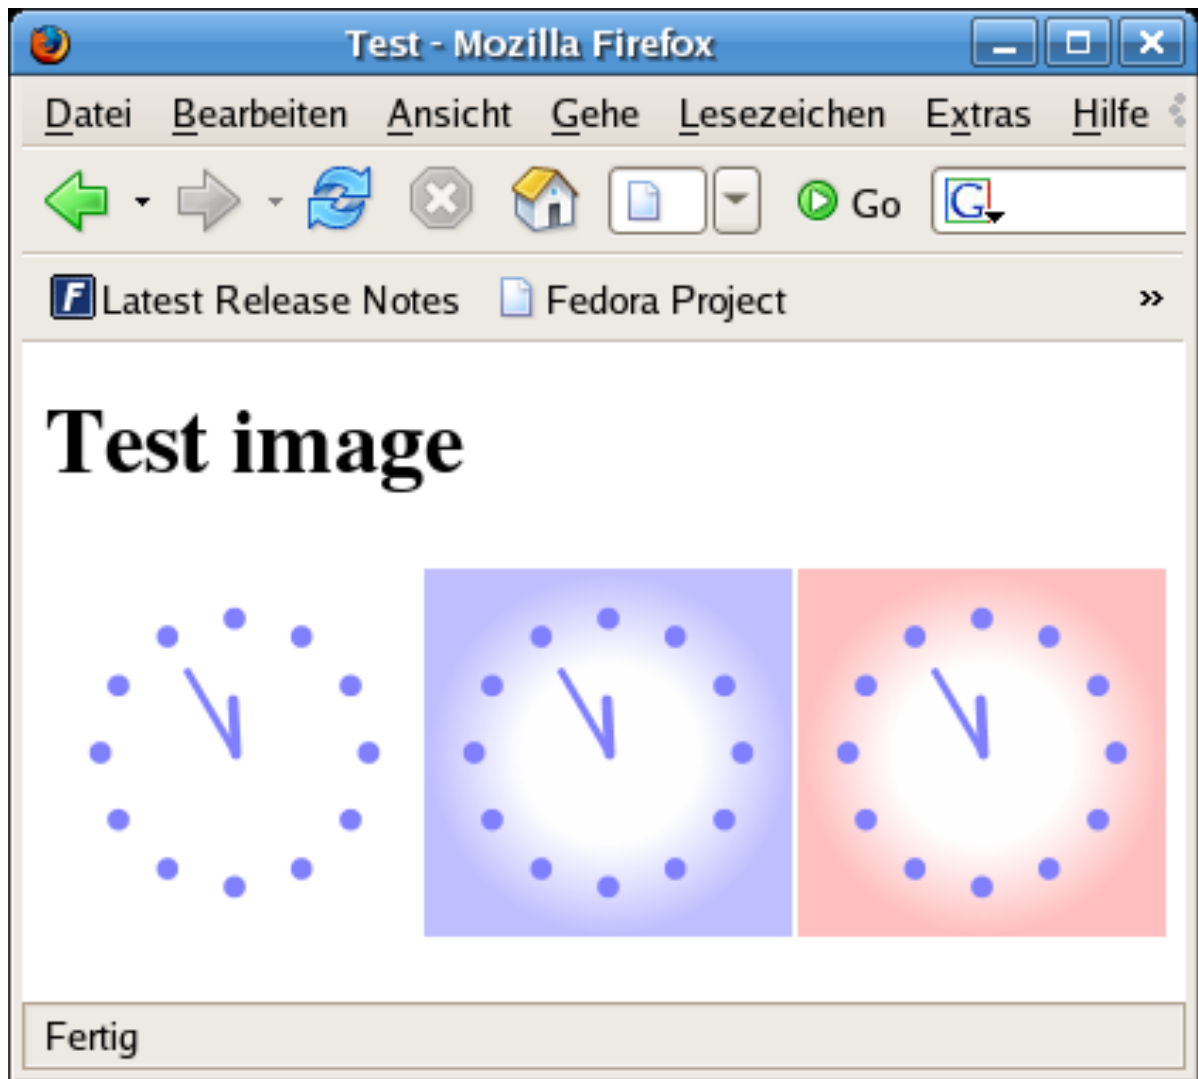 Test - Mozilla Firefox
Datei Bearbeiten Ansicht Gehe Lesezeichen Extras Hilfe
Go G
F Latest Release Notes Fedora Project »
Test image
Fertig